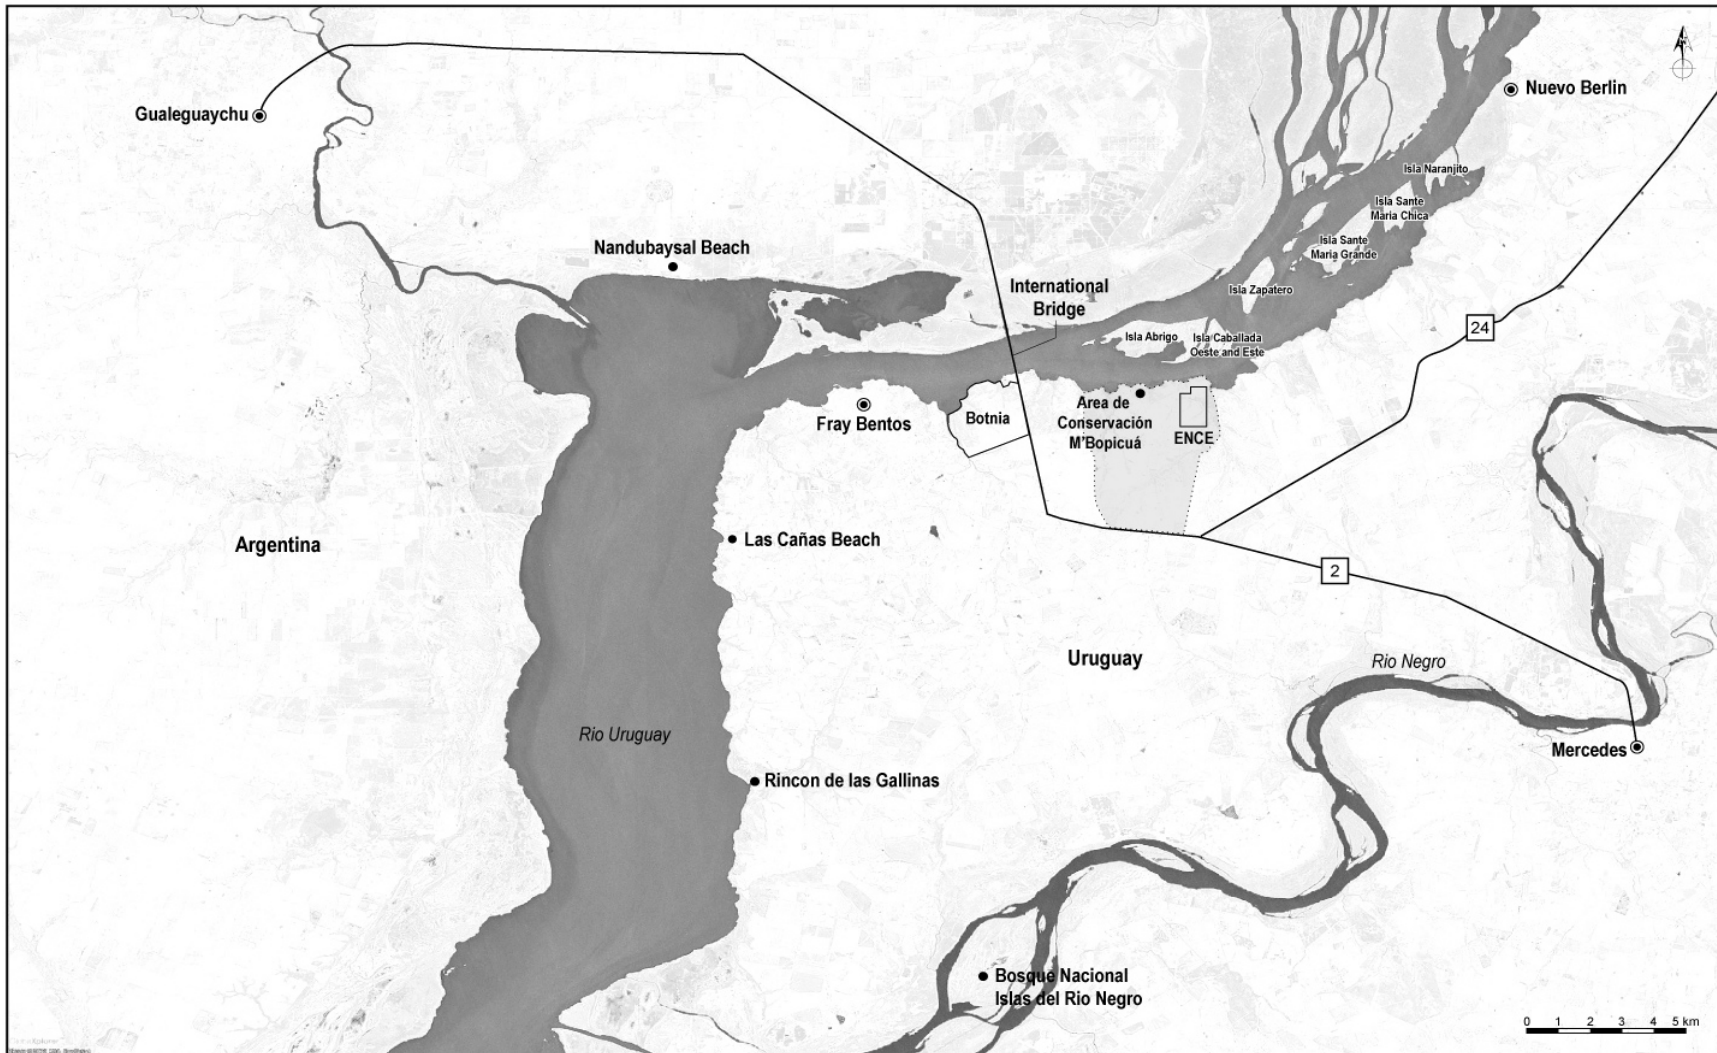 Gualeguaychu
Nuevo Berlin
Isla Naranjito
Isla Sante
Maria Chica
Isla Sante
Maria Grande
Nandubaysal Beach
International
Bridge
Isla Zapatero
24
Isla Abrigo
Isla Caballada
Oeste and Este
Fray Bentos
Botnia
Area de
Conservación
M'Bopicuá
ENCE
Argentina
Las Cañas Beach
2
Uruguay
Rio Negro
Rio Uruguay
Mercedes
Rincon de las Gallinas
Bosque Nacional
Islas del Rio Negro
0 1 2 3 4 5 km